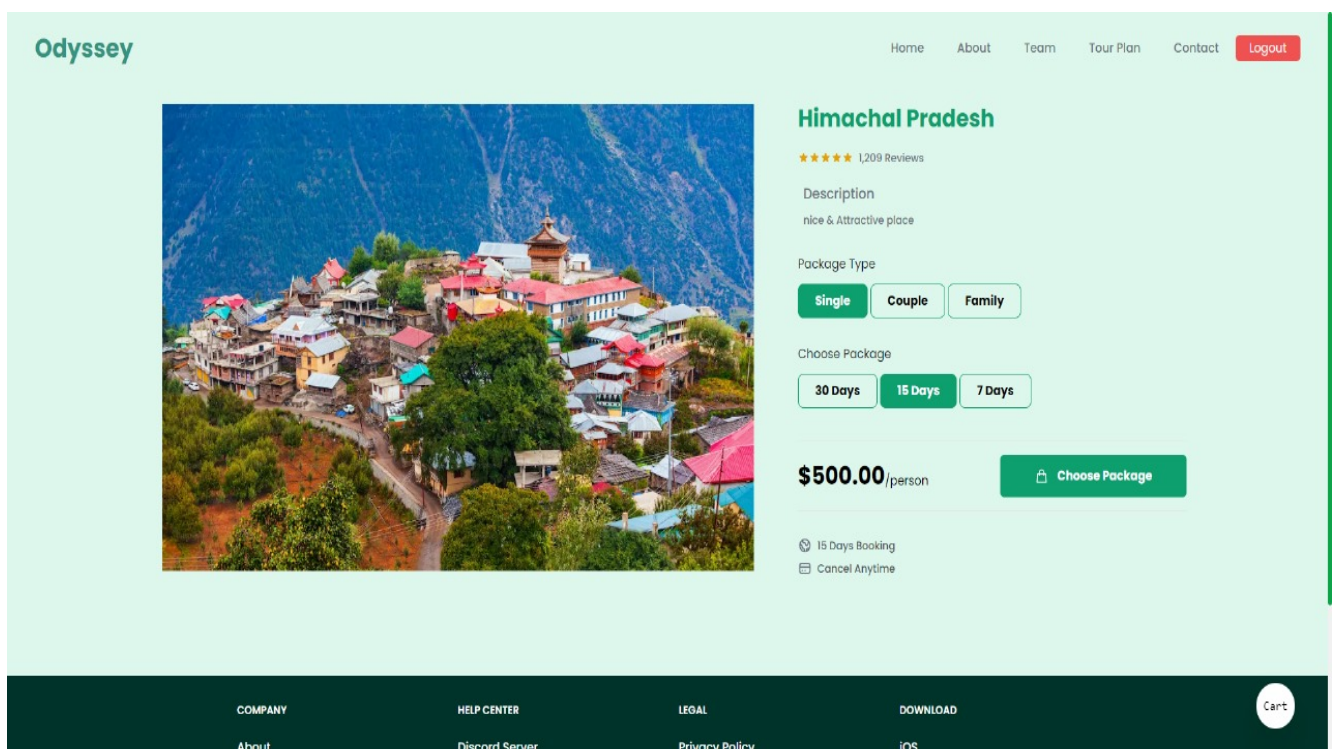 Odyssey
Home About Team Tour Plan Contact Logout
Himachal Pradesh
1,209 Reviews
Description
nice & Attractive place
Package Type
Single Couple Family
Choose Package
30 Days 15 Days 7 Days
$500.00/person
Choose Package
15 Days Booking
Cancel Anytime
COMPANY HELP CENTER LEGAL DOWNLOAD
Cart
About Discord Server Privacy Policy iOS